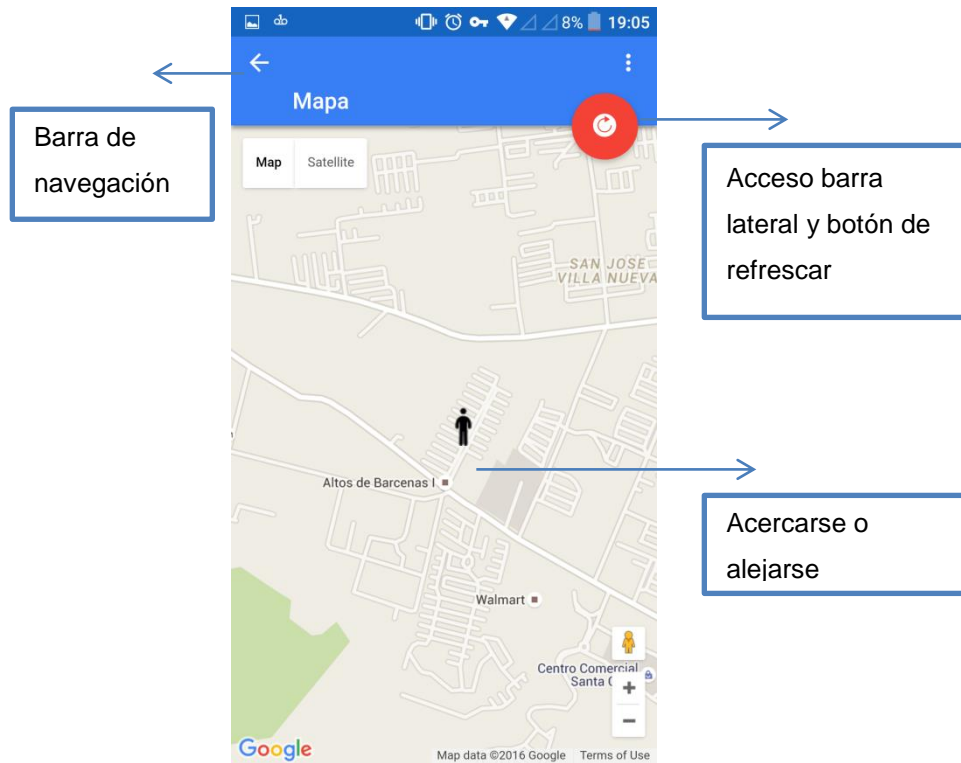 8% 19:05
Mapa
Barra de
navegación
Map Satellite
Acceso barra
lateral y botón de
refrescar
SAN JOSE
VILLA NUEVA
Altos de Barcenas I
Acercarse o
alejarse
Walmart
Centro Comercial
Santa
Google
Map data ©2016 Google Terms of Use